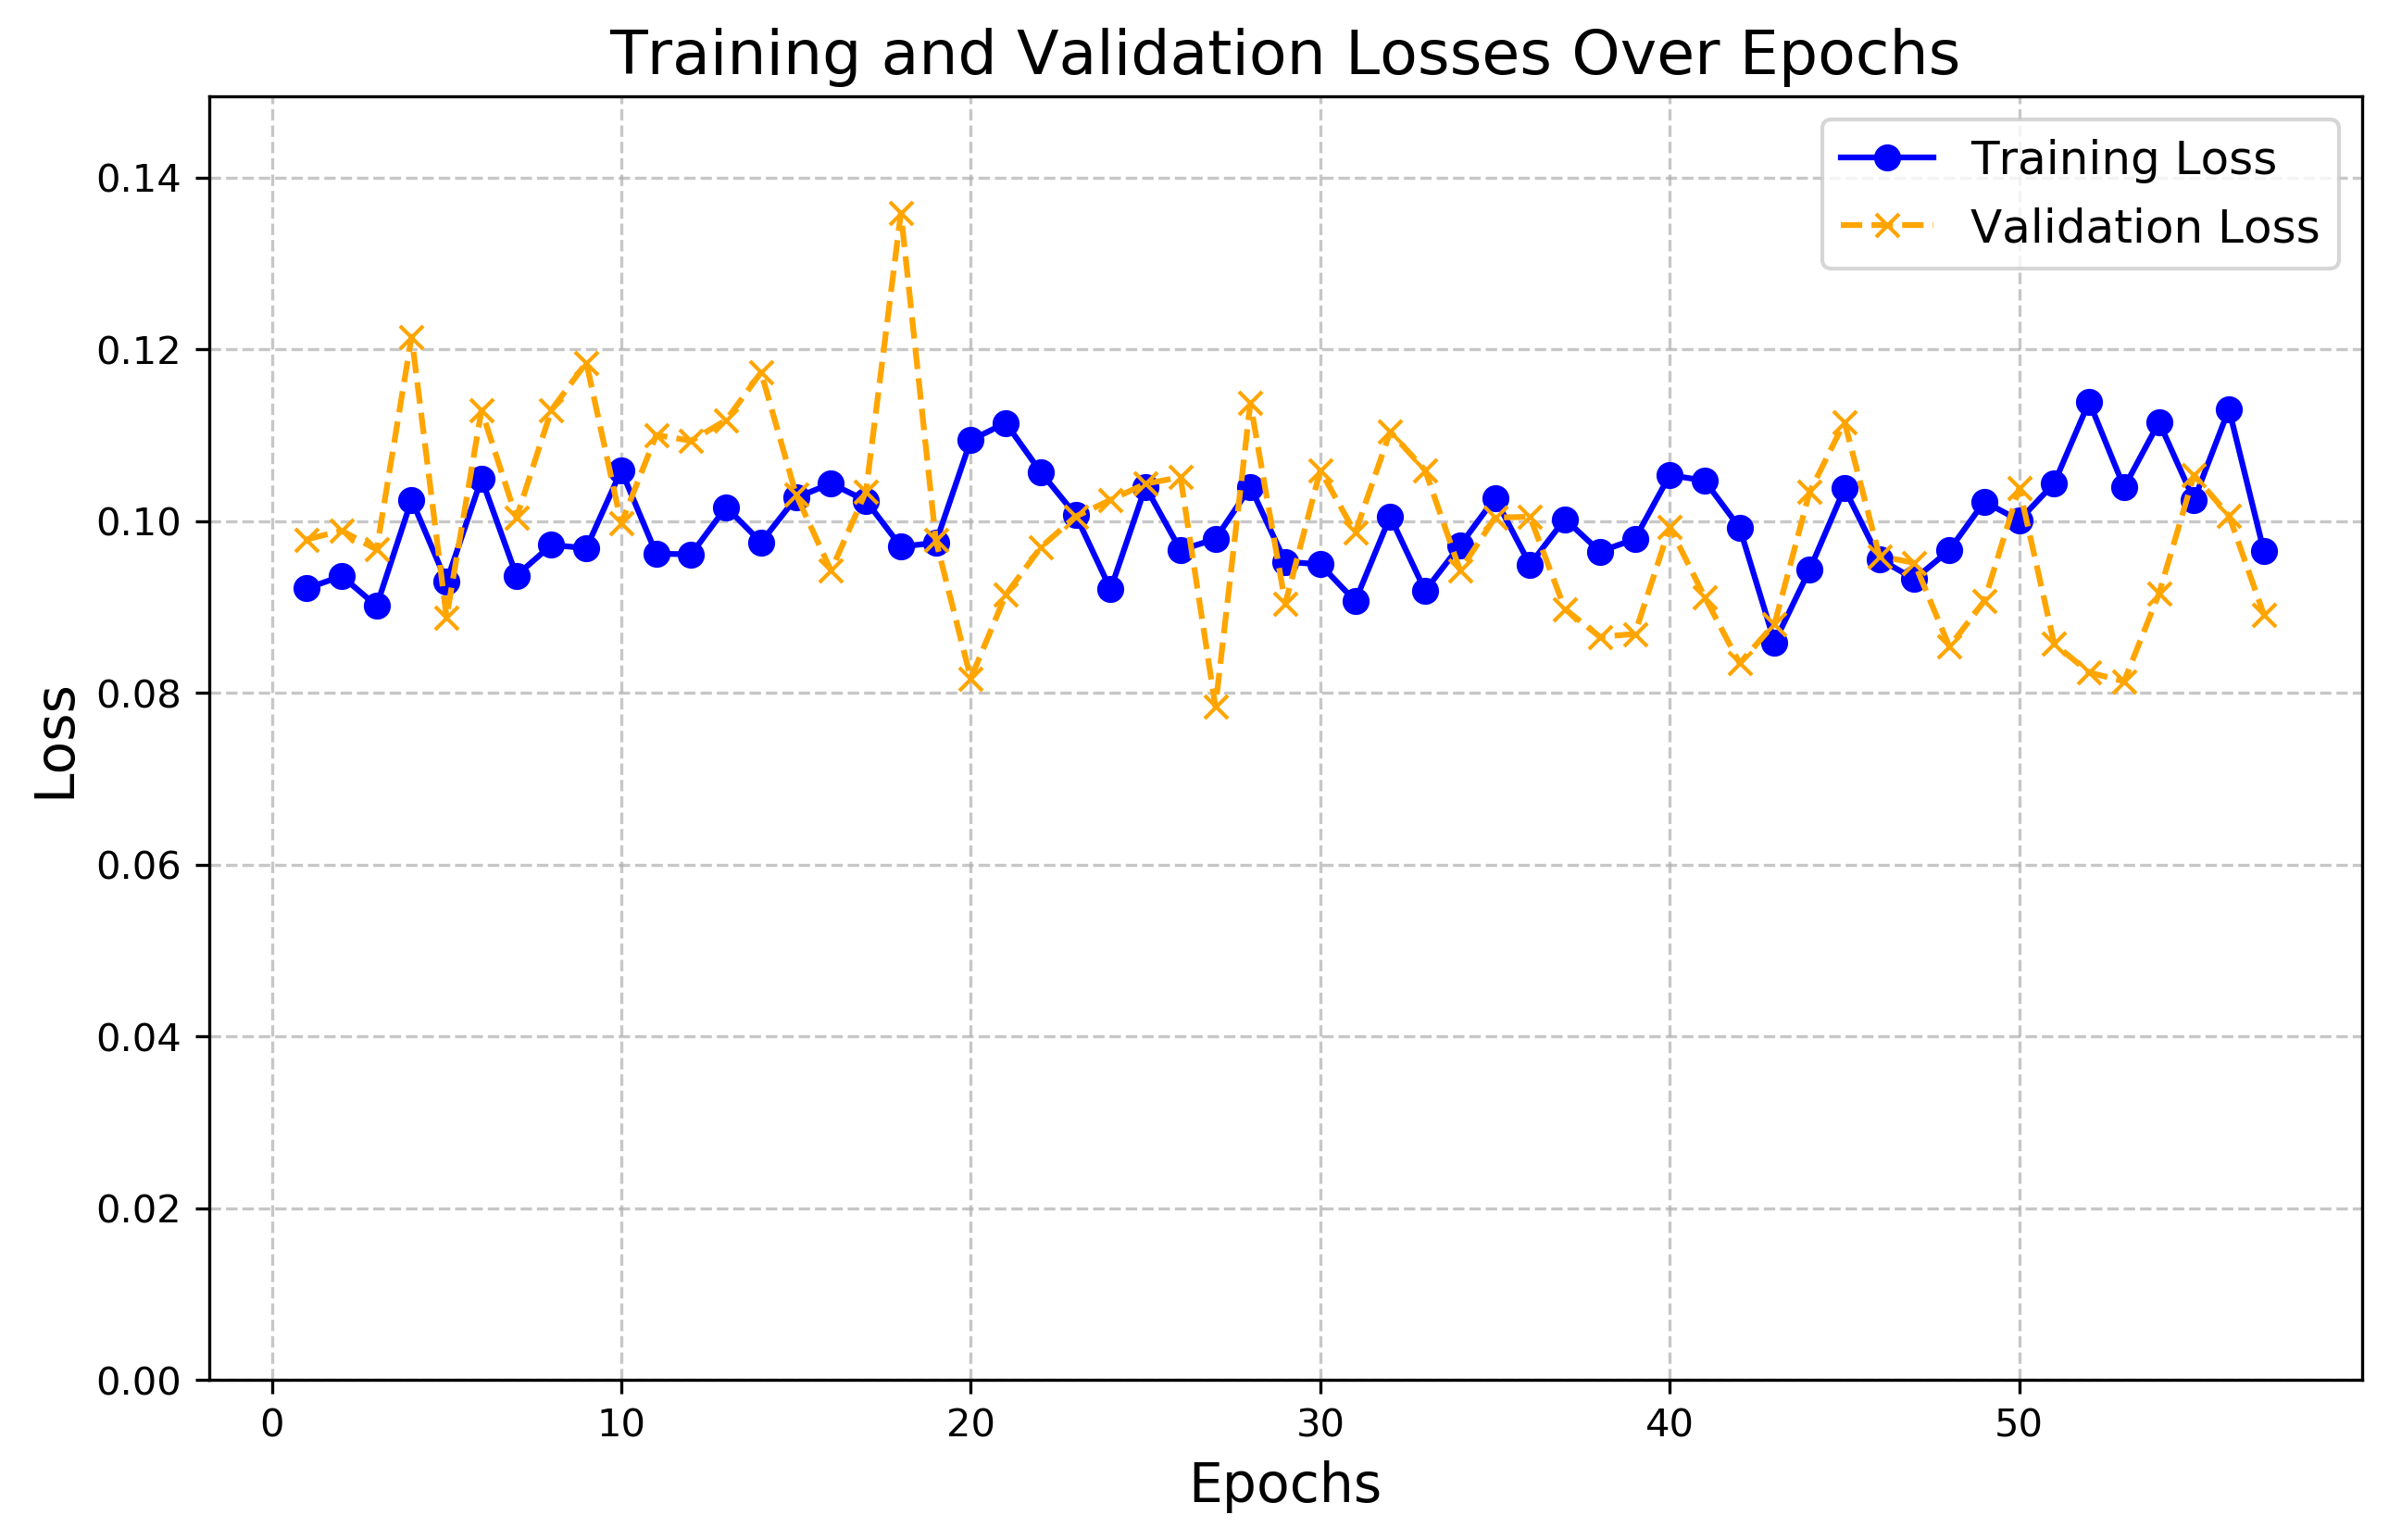 Training and Validation Losses Over Epochs
Training Loss
Validation Loss
0.14
0.12
0.10
0.08
0.06
0.04
0.02
0.00
Loss
0 10 20 30 40 50
Epochs